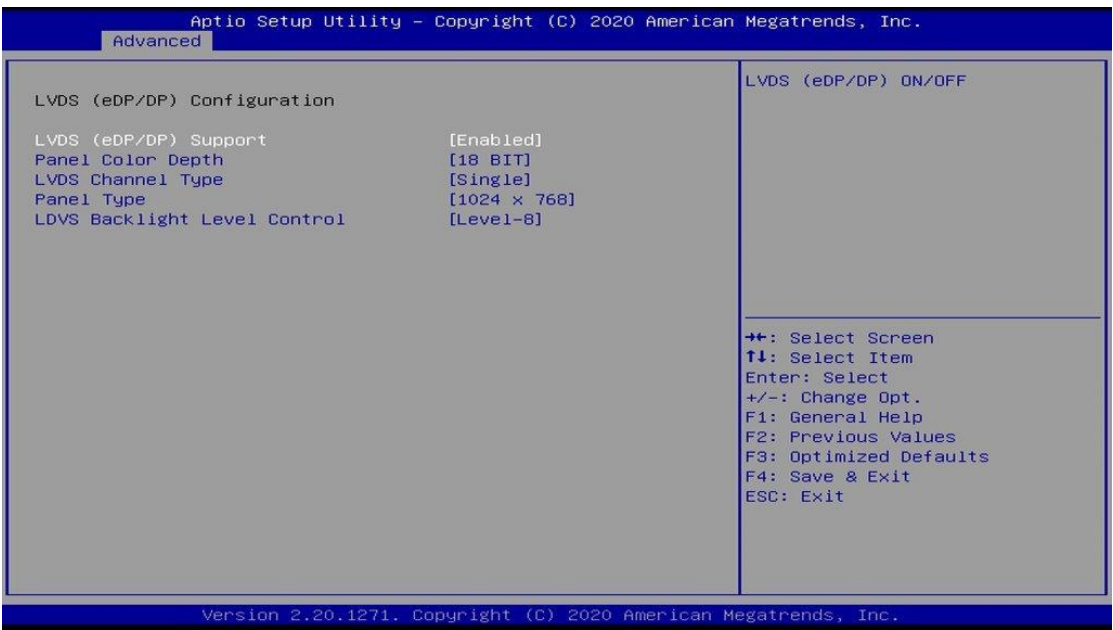 Aptio Setup Utility – Copyright (C) 2020 American Megatrends, Inc.
Advanced
LVDS (eDP/DP) Configuration
LVDS (eDP/DP) Support [Enabled]
Panel Color Depth [18 BIT]
LVDS Channel Type [Single]
Panel Type [1024 x 768]
LDVS Backlight Level Control [Level-8]
LVDS (eDP/DP) ON/OFF
→←: Select Screen
↑↓: Select Item
Enter: Select
+/-: Change Opt.
F1: General Help
F2: Previous Values
F3: Optimized Defaults
F4: Save & Exit
ESC: Exit
Version 2.20.1271. Copyright (C) 2020 American Megatrends, Inc.